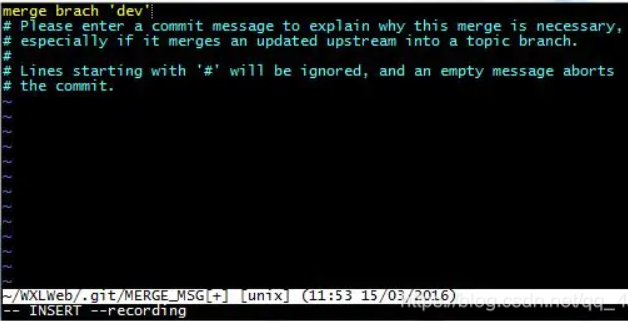 merge brach 'dev'
# Please enter a commit message to explain why this merge is necessary,
# especially if it merges an updated upstream into a topic branch.
#
# Lines starting with '#' will be ignored, and an empty message aborts
# the commit.
~
~
~
~
~
~
~
~
~
~
~
~
~
~/WXLWeb/.git/MERGE_MSG[+] [unix] (11:53 15/03/2016)
-- INSERT --recording
https://blog.csdn.net/qq_4